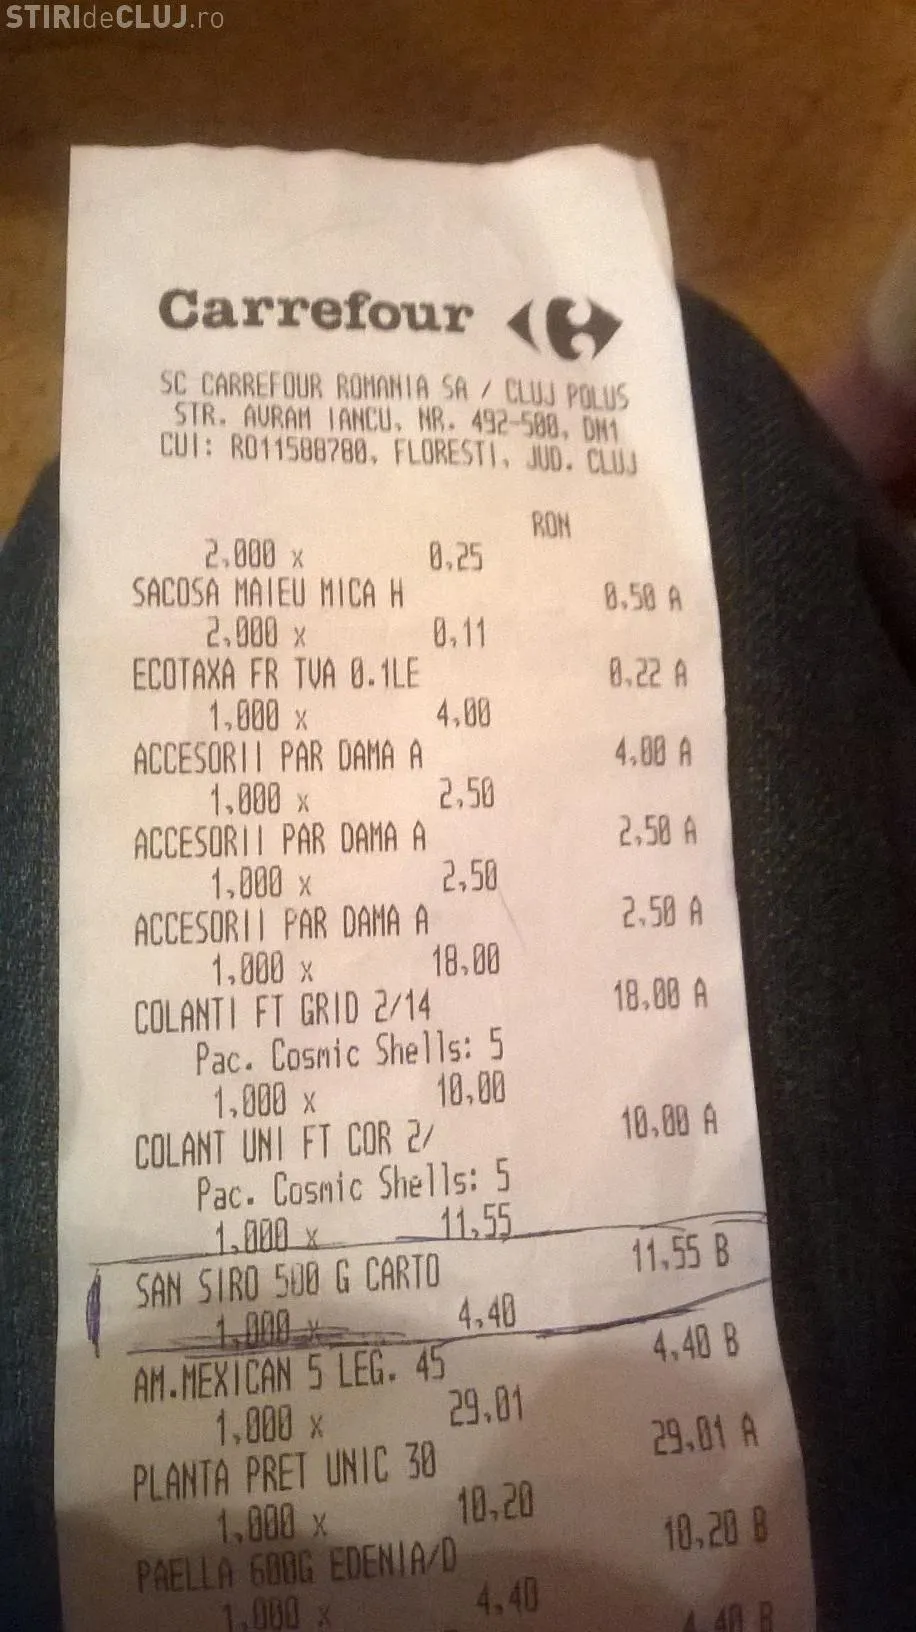 STIRIdeCLUJ.ro
Carrefour
SC CARREFOUR ROMANIA SA / CLUJ POLUS
STR. AVRAM IANCU, NR. 492-500, DN1
CUI: RO11588780, FLORESTI, JUD. CLUJ
RON
2,000 x 0,25
SACOSA MAIEU MICA H 0,50 A
2,000 x 0,11
ECOTAXA FR TVA 0.1LE 0,22 A
1,000 x 4,00
ACCESORII PAR DAMA A 4,00 A
1,000 x 2,50
ACCESORII PAR DAMA A 2,50 A
1,000 x 2,50
ACCESORII PAR DAMA A 2,50 A
1,000 x 18,00
COLANTI FT GRID 2/14 18,00 A
Pac. Cosmic Shells: 5
1,000 x 10,00
COLANT UNI FT COR 2/ 10,00 A
Pac. Cosmic Shells: 5
1,000 x 11,55
SAN SIRO 500 G CARTO 11,55 B
1,000 x 4,40
AM.MEXICAN 5 LEG. 45 4,40 B
1,000 x 29,01
PLANTA PRET UNIC 30 29,01 A
1,000 x 10,20
PAELLA 600G EDENIA/D 10,20 B
1,000 x 4,40
4,40 B